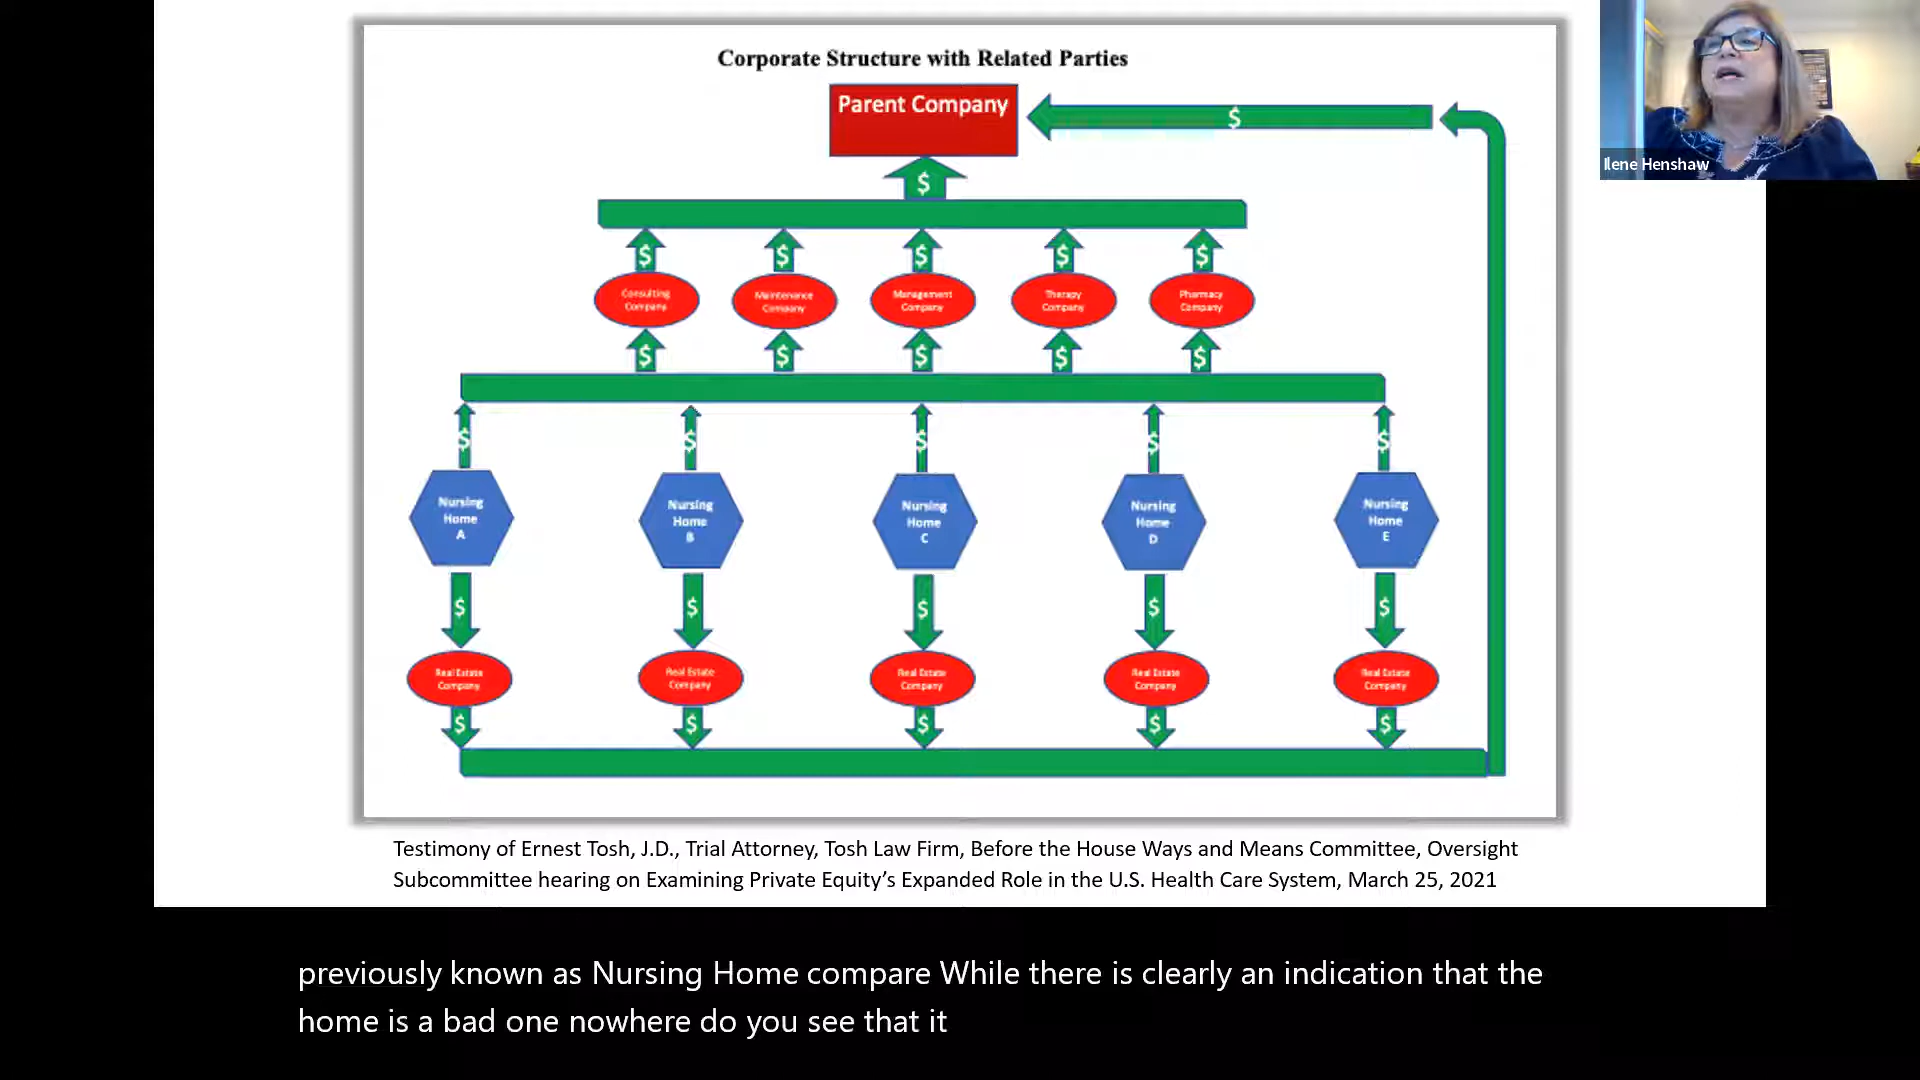 Corporate Structure with Related Parties
Parent Company
$
$
$ $ $ $ $
Consulting Company
Maintenance Company
Management Company
Therapy Company
Pharmacy Company
$ $ $ $ $
$ $ $ $ $
Nursing
Home
A
Nursing
Home
B
Nursing
Home
C
Nursing
Home
D
Nursing
Home
E
$ $ $ $ $
Real Estate
Company
Real Estate
Company
Real Estate
Company
Real Estate
Company
Real Estate
Company
$ $ $ $ $
Testimony of Ernest Tosh, J.D., Trial Attorney, Tosh Law Firm, Before the House Ways and Means Committee, Oversight
Subcommittee hearing on Examining Private Equity’s Expanded Role in the U.S. Health Care System, March 25, 2021
Ilene Henshaw
previously known as Nursing Home compare While there is clearly an indication that the
home is a bad one nowhere do you see that it